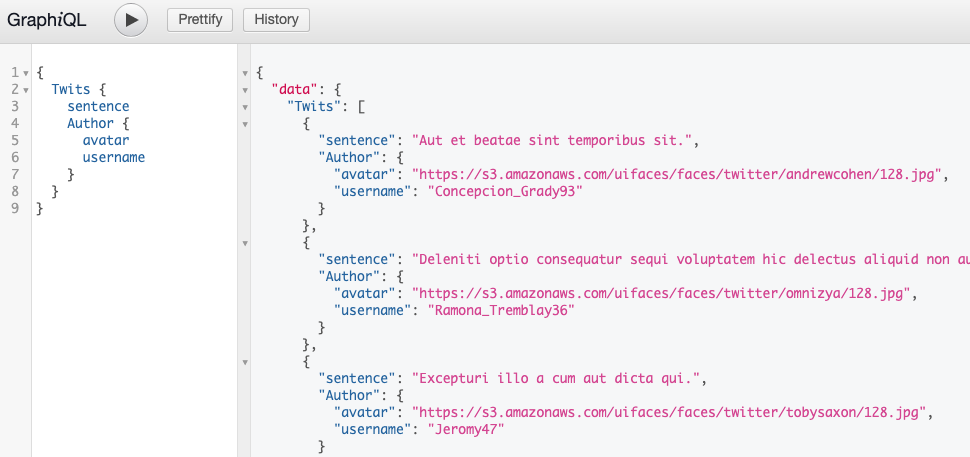 GraphiQL Prettify History
1 {
2 Twits {
3 sentence
4 Author {
5 avatar
6 username
7 }
8 }
9 }
{
"data": {
"Twits": [
{
"sentence": "Aut et beatae sint temporibus sit.",
"Author": {
"avatar": "https://s3.amazonaws.com/uifaces/faces/twitter/andrewcohen/128.jpg",
"username": "Concepcion_Grady93"
}
},
{
"sentence": "Deleniti optio consequatur sequi voluptatem hic delectus aliquid non au
"Author": {
"avatar": "https://s3.amazonaws.com/uifaces/faces/twitter/omnizya/128.jpg",
"username": "Ramona_Tremblay36"
}
},
{
"sentence": "Excepturi illo a cum aut dicta qui.",
"Author": {
"avatar": "https://s3.amazonaws.com/uifaces/faces/twitter/tobysaxon/128.jpg",
"username": "Jeromy47"
}